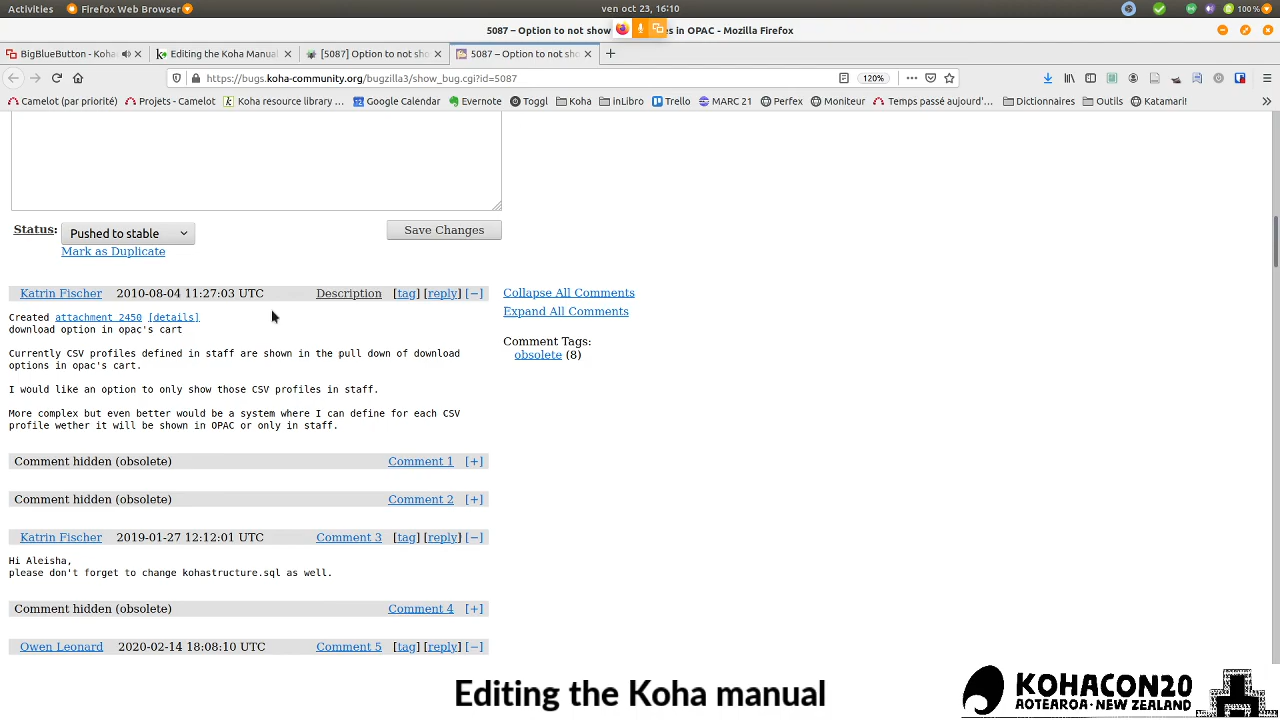 Activities Firefox Web Browser ven oct 23, 16:10 100 %
5087 – Option to not show es in OPAC - Mozilla Firefox
BigBlueButton - Koha Editing the Koha Manual [5087] Option to not sho 5087 – Option to not sho
https://bugs.koha-community.org/bugzilla3/show_bug.cgi?id=5087 120%
Camelot (par priorité) Projets - Camelot Koha resource library ... Google Calendar Evernote Toggl Koha inLibro Trello MARC 21 Perfex Moniteur Temps passé aujourd'... Dictionnaires Outils Katamari!
Status: Pushed to stable Save Changes
Mark as Duplicate
Katrin Fischer 2010-08-04 11:27:03 UTC Description [tag] [reply] [−]
Collapse All Comments
Created attachment 2450 [details]
Expand All Comments
download option in opac's cart
Comment Tags:
Currently CSV profiles defined in staff are shown in the pull down of download
obsolete (8)
options in opac's cart.
I would like an option to only show those CSV profiles in staff.
More complex but even better would be a system where I can define for each CSV
profile wether it will be shown in OPAC or only in staff.
Comment hidden (obsolete) Comment 1 [+]
Comment hidden (obsolete) Comment 2 [+]
Katrin Fischer 2019-01-27 12:12:01 UTC Comment 3 [tag] [reply] [−]
Hi Aleisha,
please don't forget to change kohastructure.sql as well.
Comment hidden (obsolete) Comment 4 [+]
Owen Leonard 2020-02-14 18:08:10 UTC Comment 5 [tag] [reply] [−]
Editing the Koha manual
KOHACON20
AOTEAROA · NEW ZEALAND